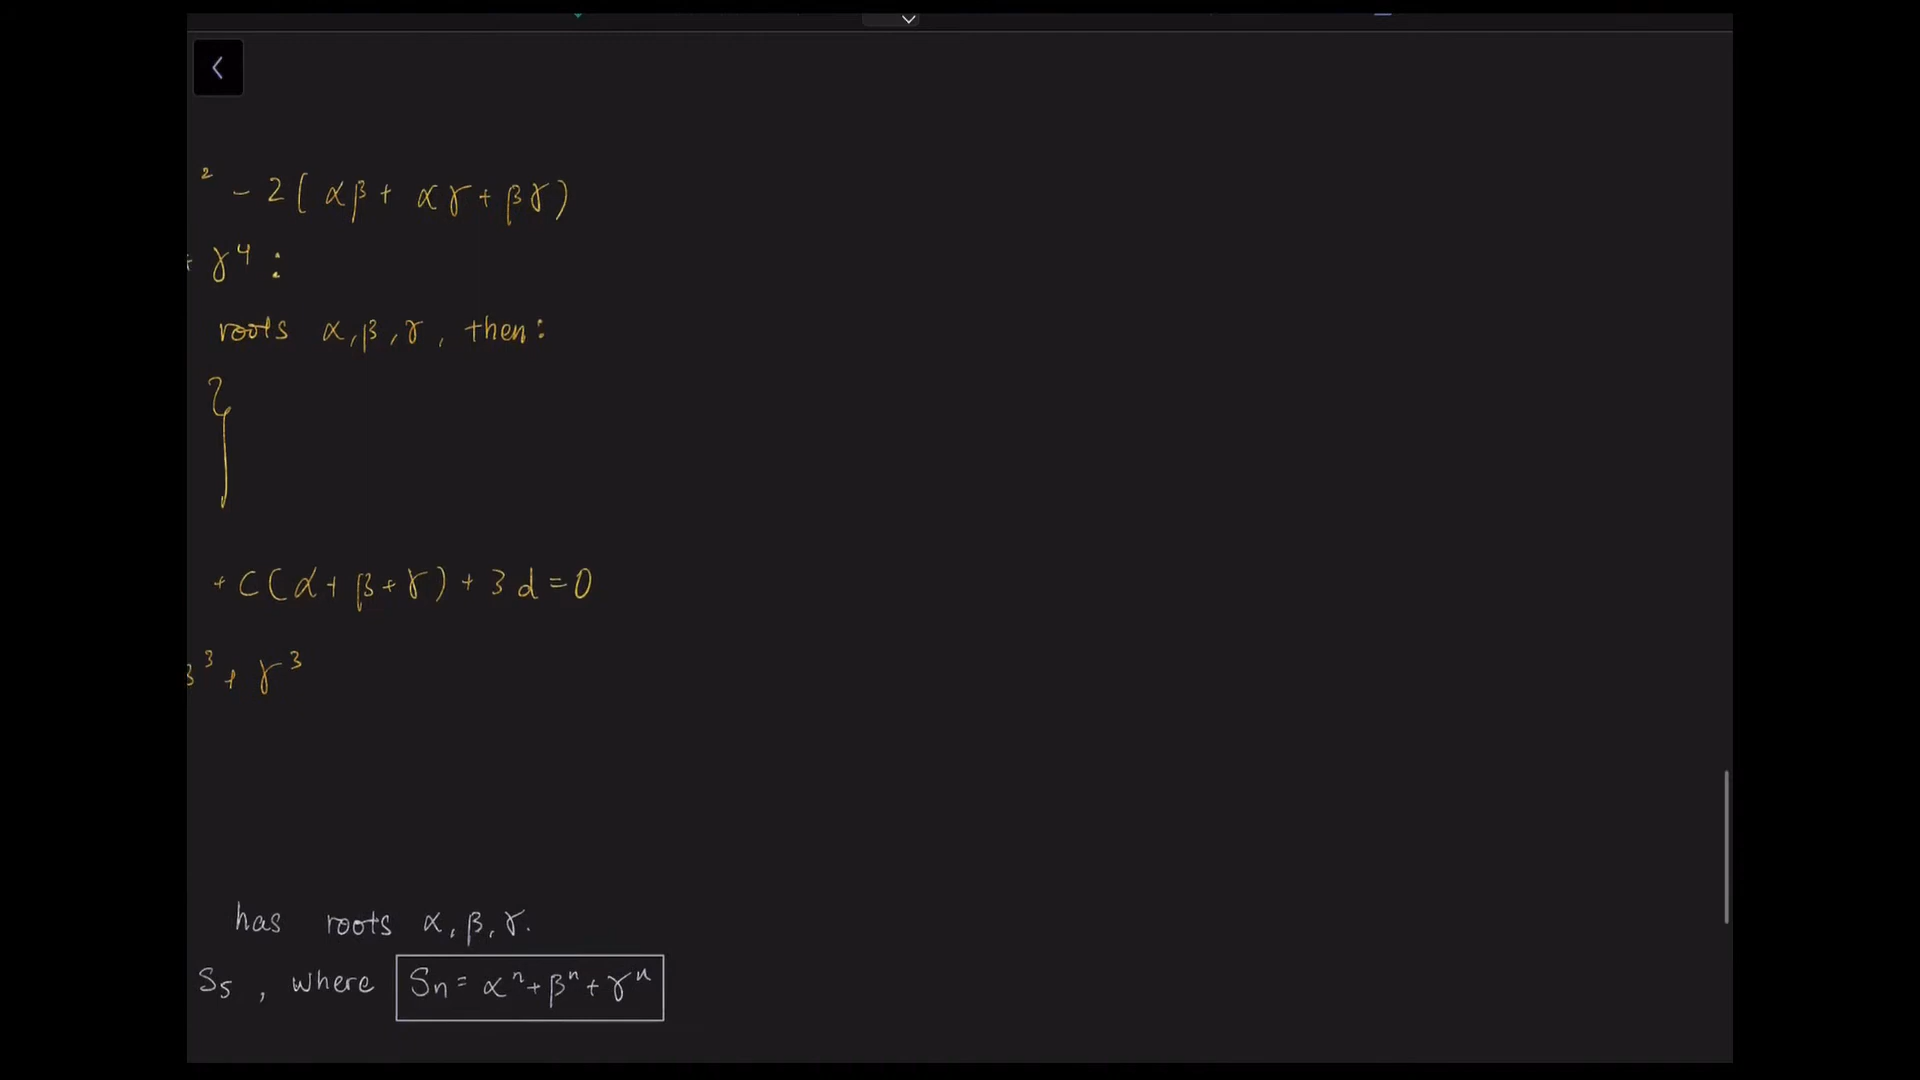 ² - 2(αβ + αγ + βγ)
+ γ⁴ :
roots α, β, γ, then:
+ C(α + β + γ) + 3d = 0
β³ + γ³
has roots α, β, γ.
S₅, where Sn = αⁿ + βⁿ + γⁿ